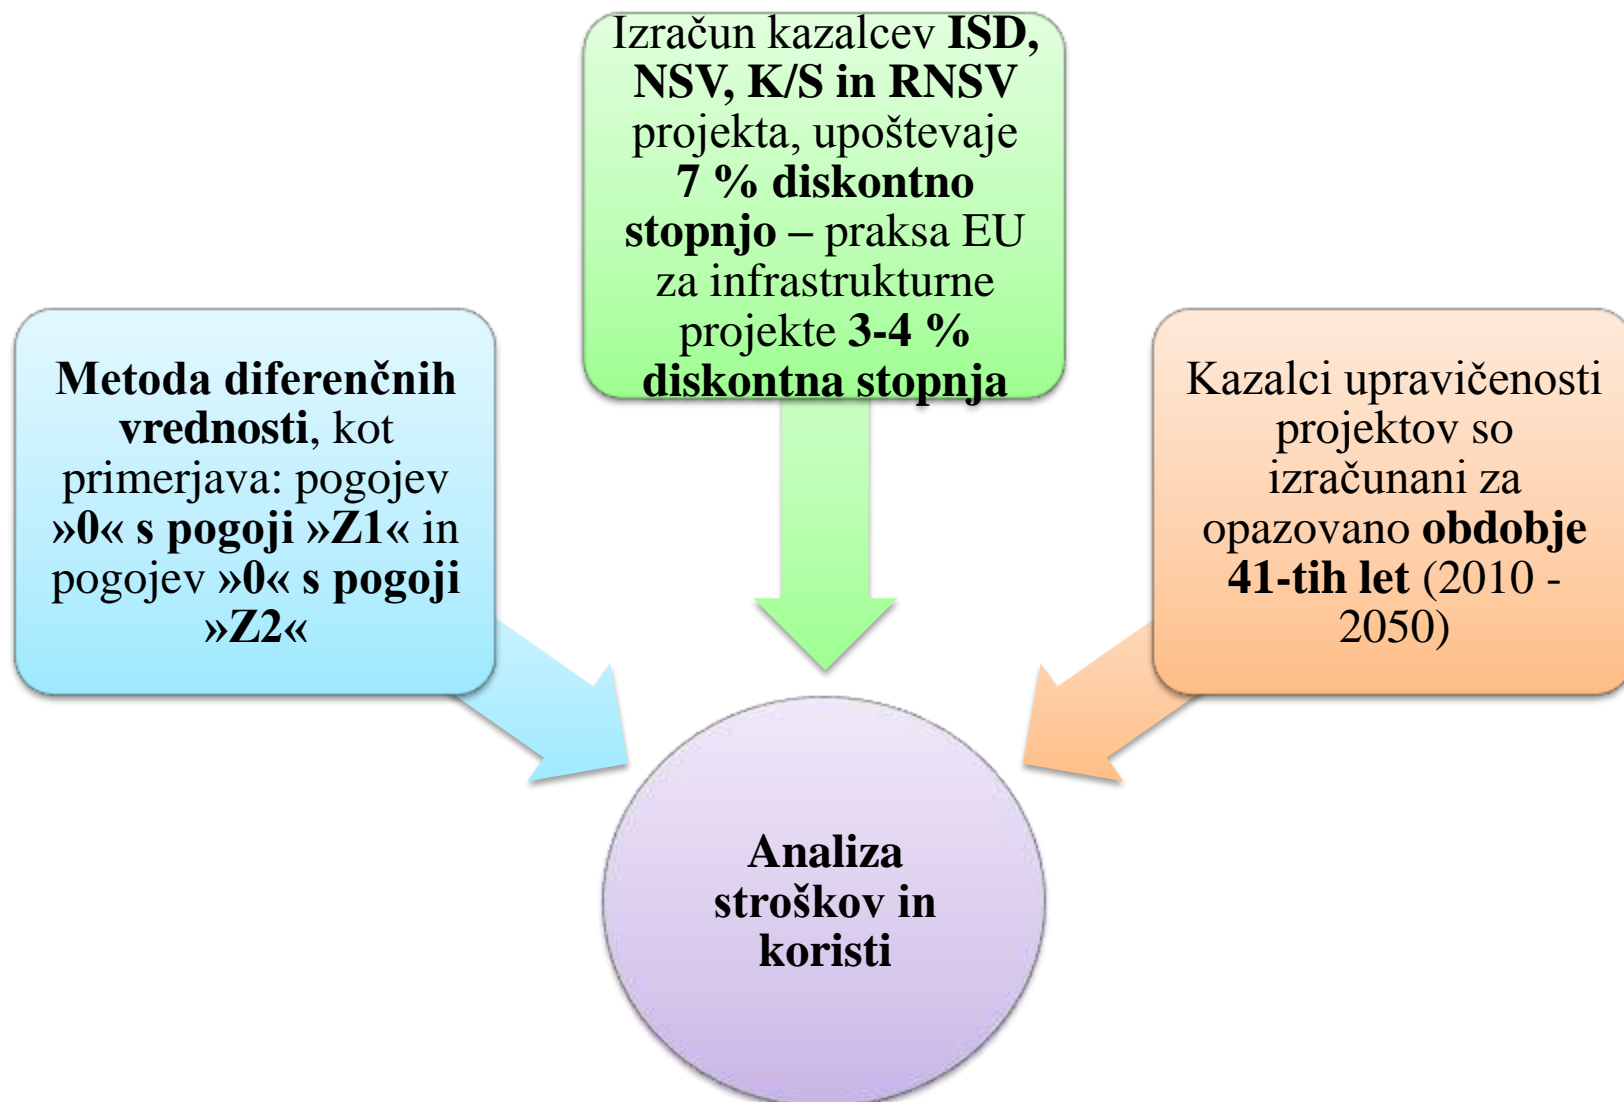 Izračun kazalcev ISD,
NSV, K/S in RNSV
projekta, upoštevaje
7 % diskontno
stopnjo – praksa EU
za infrastrukturne
projekte 3-4 %
diskontna stopnja
Metoda diferenčnih
vrednosti, kot
primerjava: pogojev
»0« s pogoji »Z1« in
pogojev »0« s pogoji
»Z2«
Kazalci upravičenosti
projektov so
izračunani za
opazovano obdobje
41-tih let (2010 -
2050)
Analiza
stroškov in
koristi